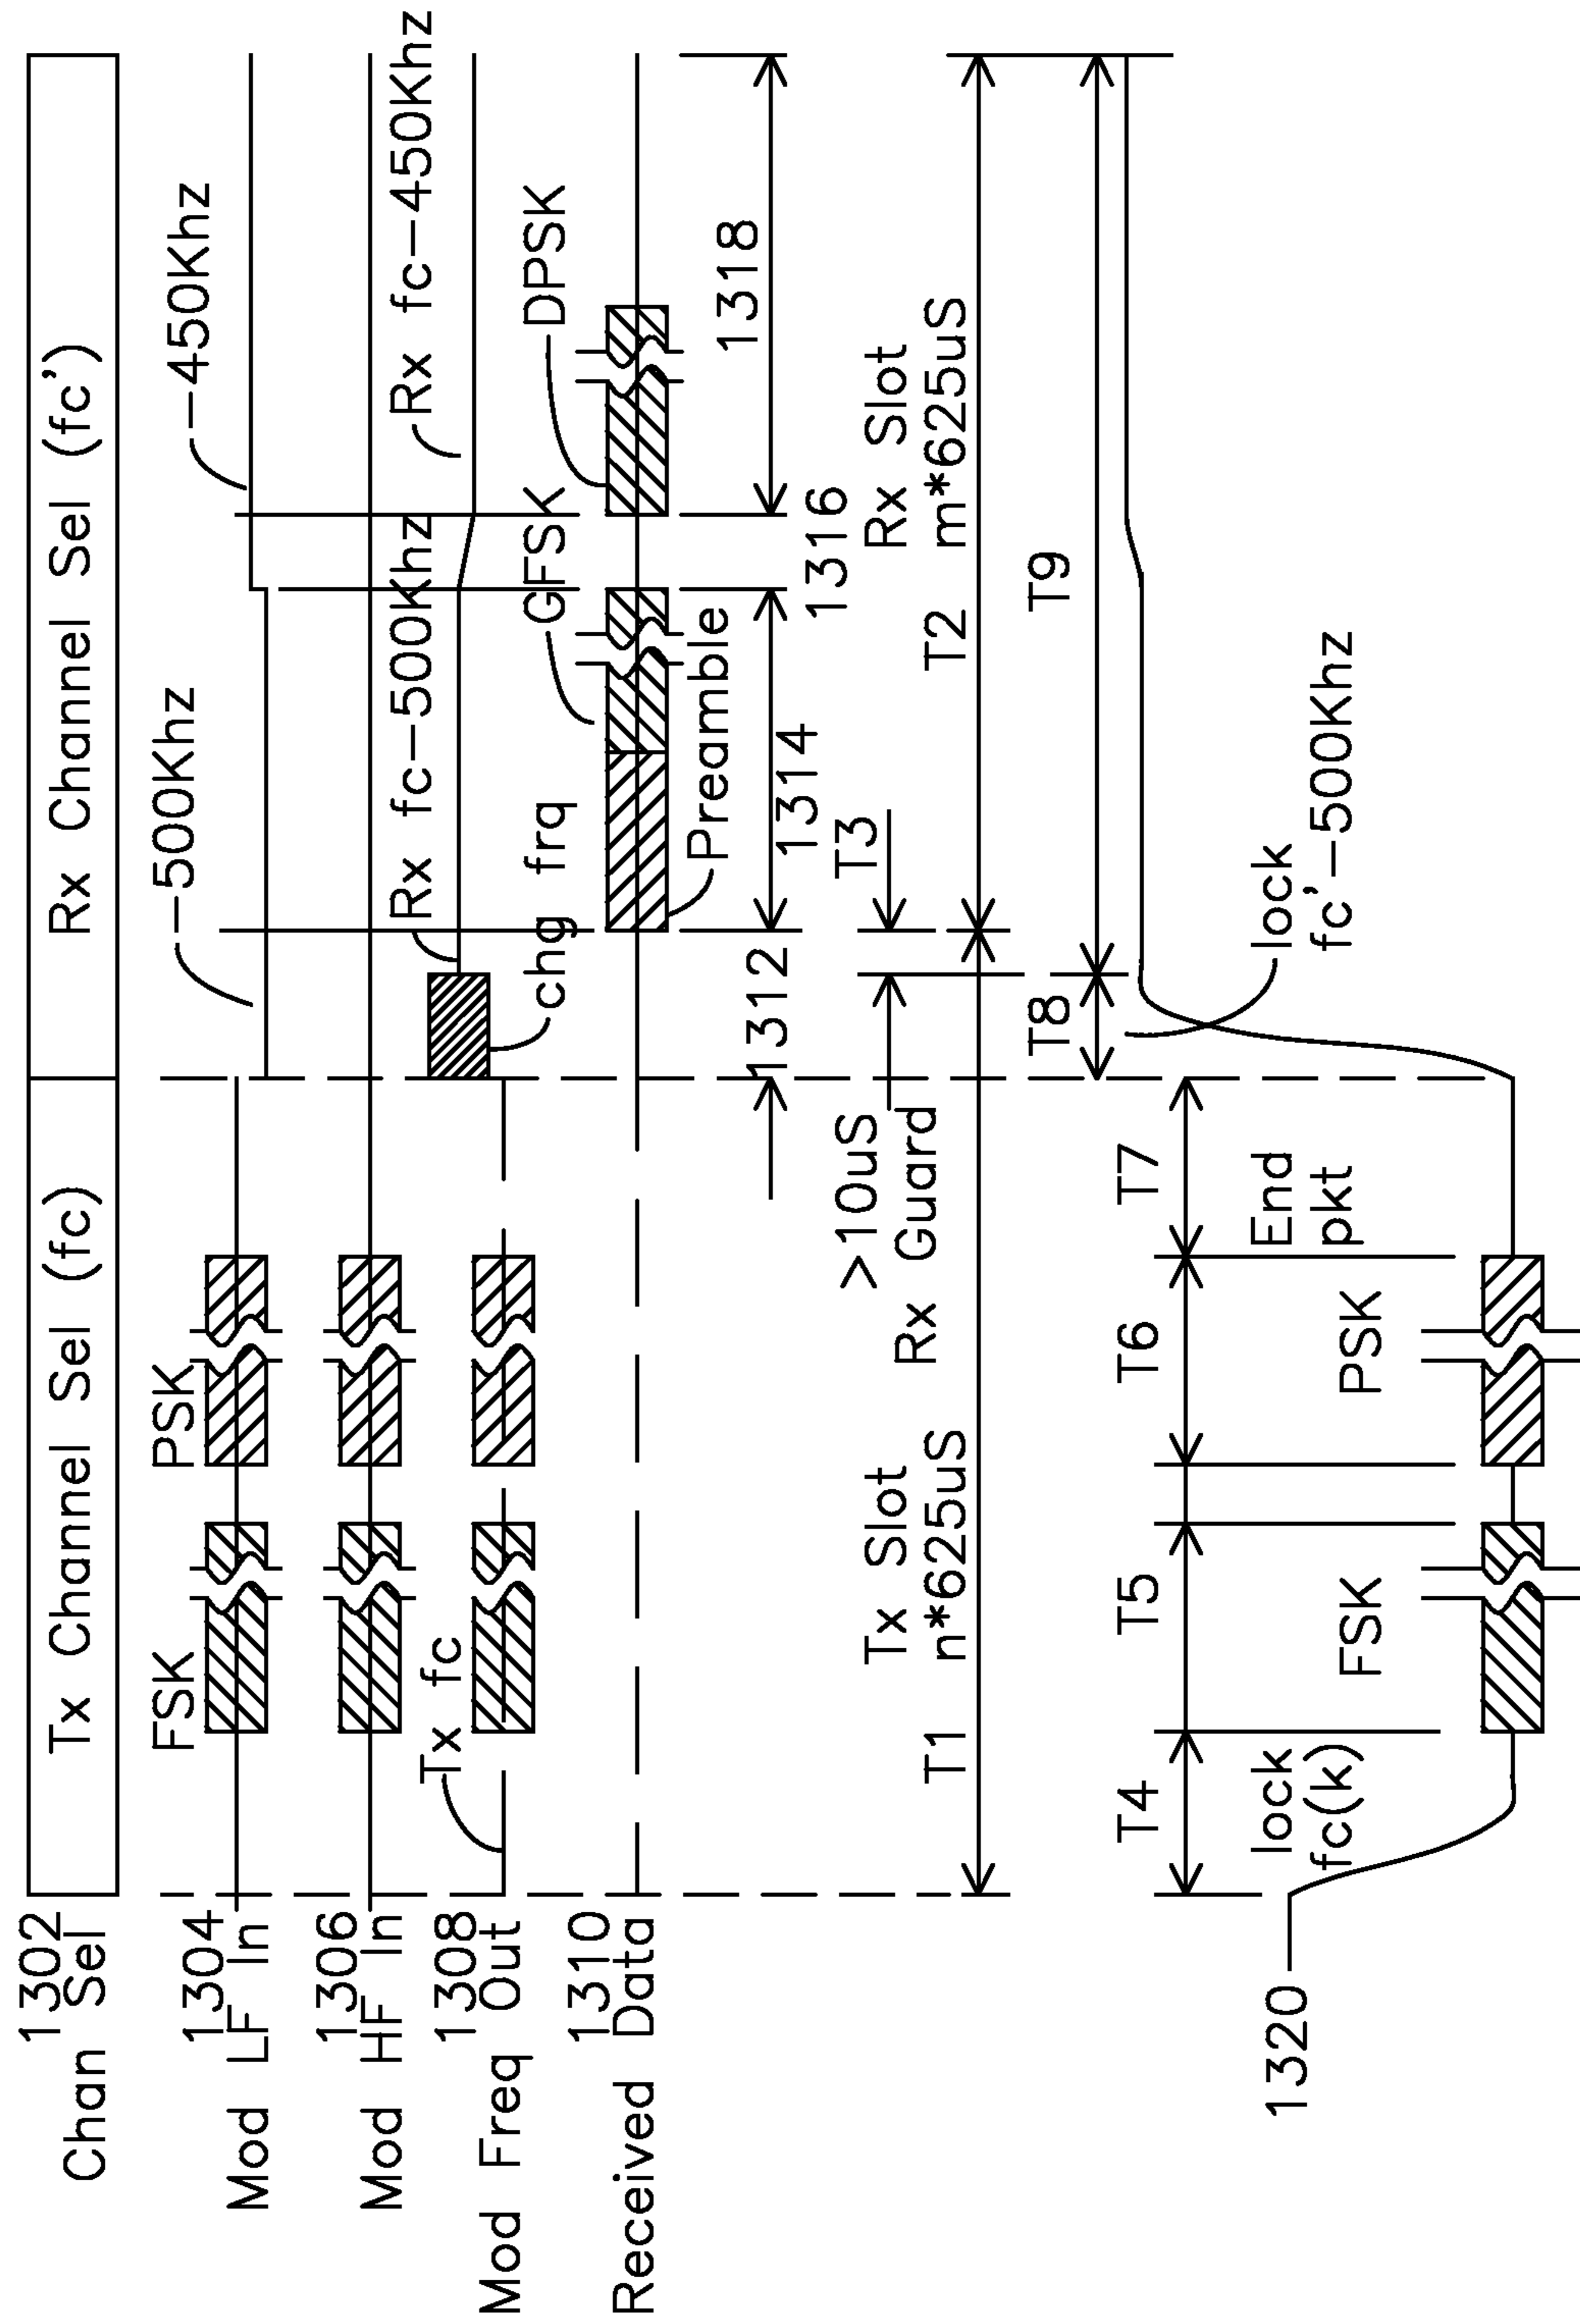 1302
Chan Sel
Tx Channel Sel (fc)
Rx Channel Sel (fc')
1304
Mod LF In
FSK
PSK
-500Khz
-450Khz
1306
Mod HF In
1308
Mod Freq Out
Tx fc
Rx fc-500Khz
Rx fc-450Khz
chg frq
GFSK
DPSK
1310
Received Data
Preamble
1312
1314
1316
1318
>10uS
Rx Guard
T3
Tx Slot
T1 n*625uS
Rx Slot
T2 m*625uS
T8
T9
T4
T5
T6
T7
lock
fc(k)
FSK
PSK
End
pkt
lock
fc'-500Khz
1320